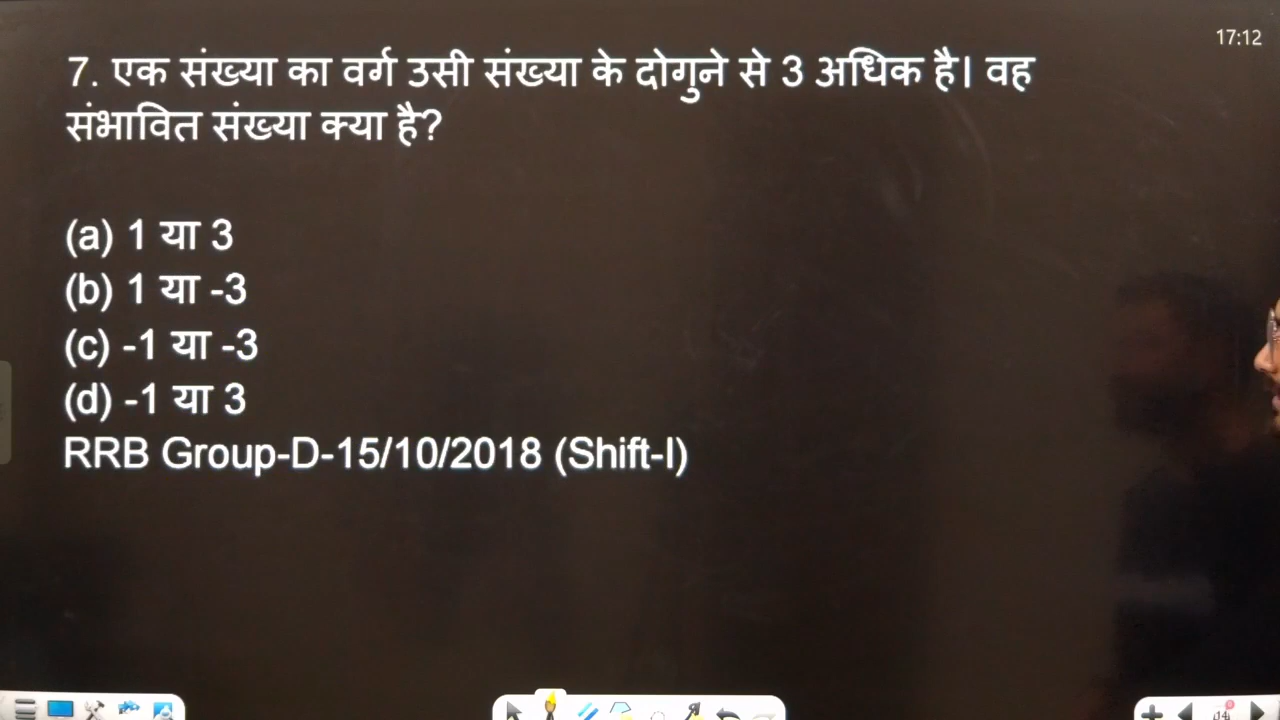 17:12
7. एक संख्या का वर्ग उसी संख्या के दोगुने से 3 अधिक है। वह
संभावित संख्या क्या है?
(a) 1 या 3
(b) 1 या -3
(c) -1 या -3
(d) -1 या 3
RRB Group-D-15/10/2018 (Shift-I)